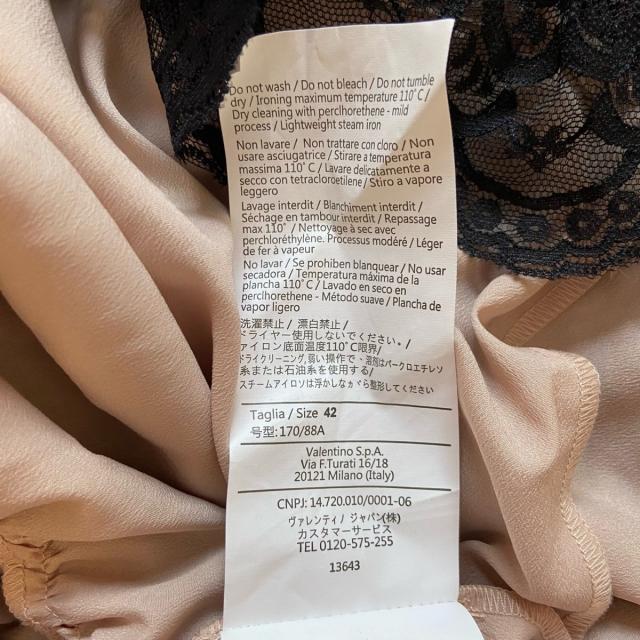 Do not wash / Do not bleach / Do not tumble
dry / Ironing maximum temperature 110°C /
Dry cleaning with perclhorethene - mild
process / Lightweight steam iron
Non lavare / Non trattare con cloro / Non
usare asciugatrice / Stirare a temperatura
massima 110°C / Lavare delicatamente a
secco con tetracloroetilene / Stiro a vapore
leggero
Lavage interdit / Blanchiment interdit /
Séchage en tambour interdit / Repassage
max 110° / Nettoyage à sec avec
perchloréthylène. Processus modéré / Léger
de fer à vapeur
No lavar / Se prohiben blanquear / No usar
secadora / Temperatura máxima de la
plancha 110°C / Lavado en seco en
perclhorethene - Método suave / Plancha de
vapor ligero
洗濯禁止 / 漂白禁止 /
ドライヤー使用しないでください。/
アイロン底面温度110°C限界/
ドライクリーニング,弱い操作で、溶剤はパークロエチレソ
系または石油系を使用する/
スチームアイロソは浮かしながら整形してください
Taglia / Size 42
号型:170/88A
Valentino S.p.A.
Via F.Turati 16/18
20121 Milano (Italy)
CNPJ: 14.720.010/0001-06
ヴァレンティノ ジャパン(株)
カスタマーサービス
TEL 0120-575-255
13643